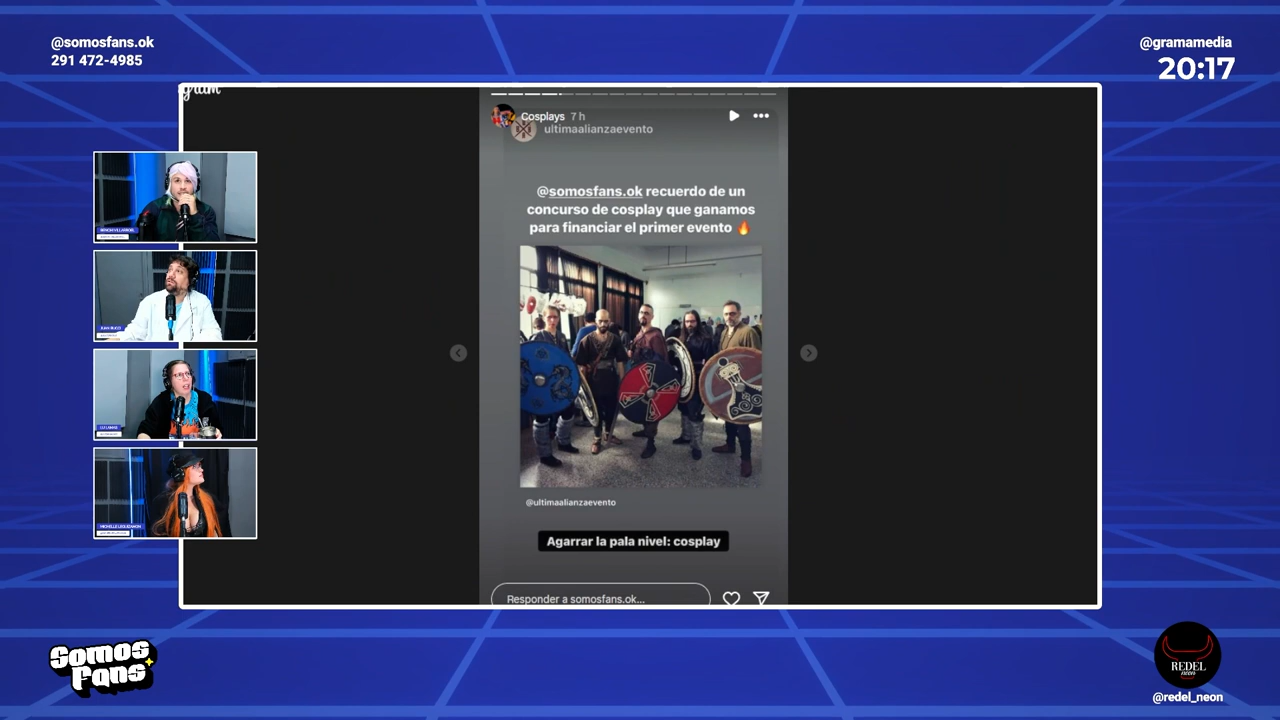 @somosfans.ok
291 472-4985
@gramamedia
20:17
gram
Cosplays 7 h
ultimaalianzaevento
@somosfans.ok recuerdo de un
concurso de cosplay que ganamos
para financiar el primer evento 🔥
@ultimaalianzaevento
Agarrar la pala nivel: cosplay
Responder a somosfans.ok...
Somos
Fans
REDEL
neon
@redel_neon